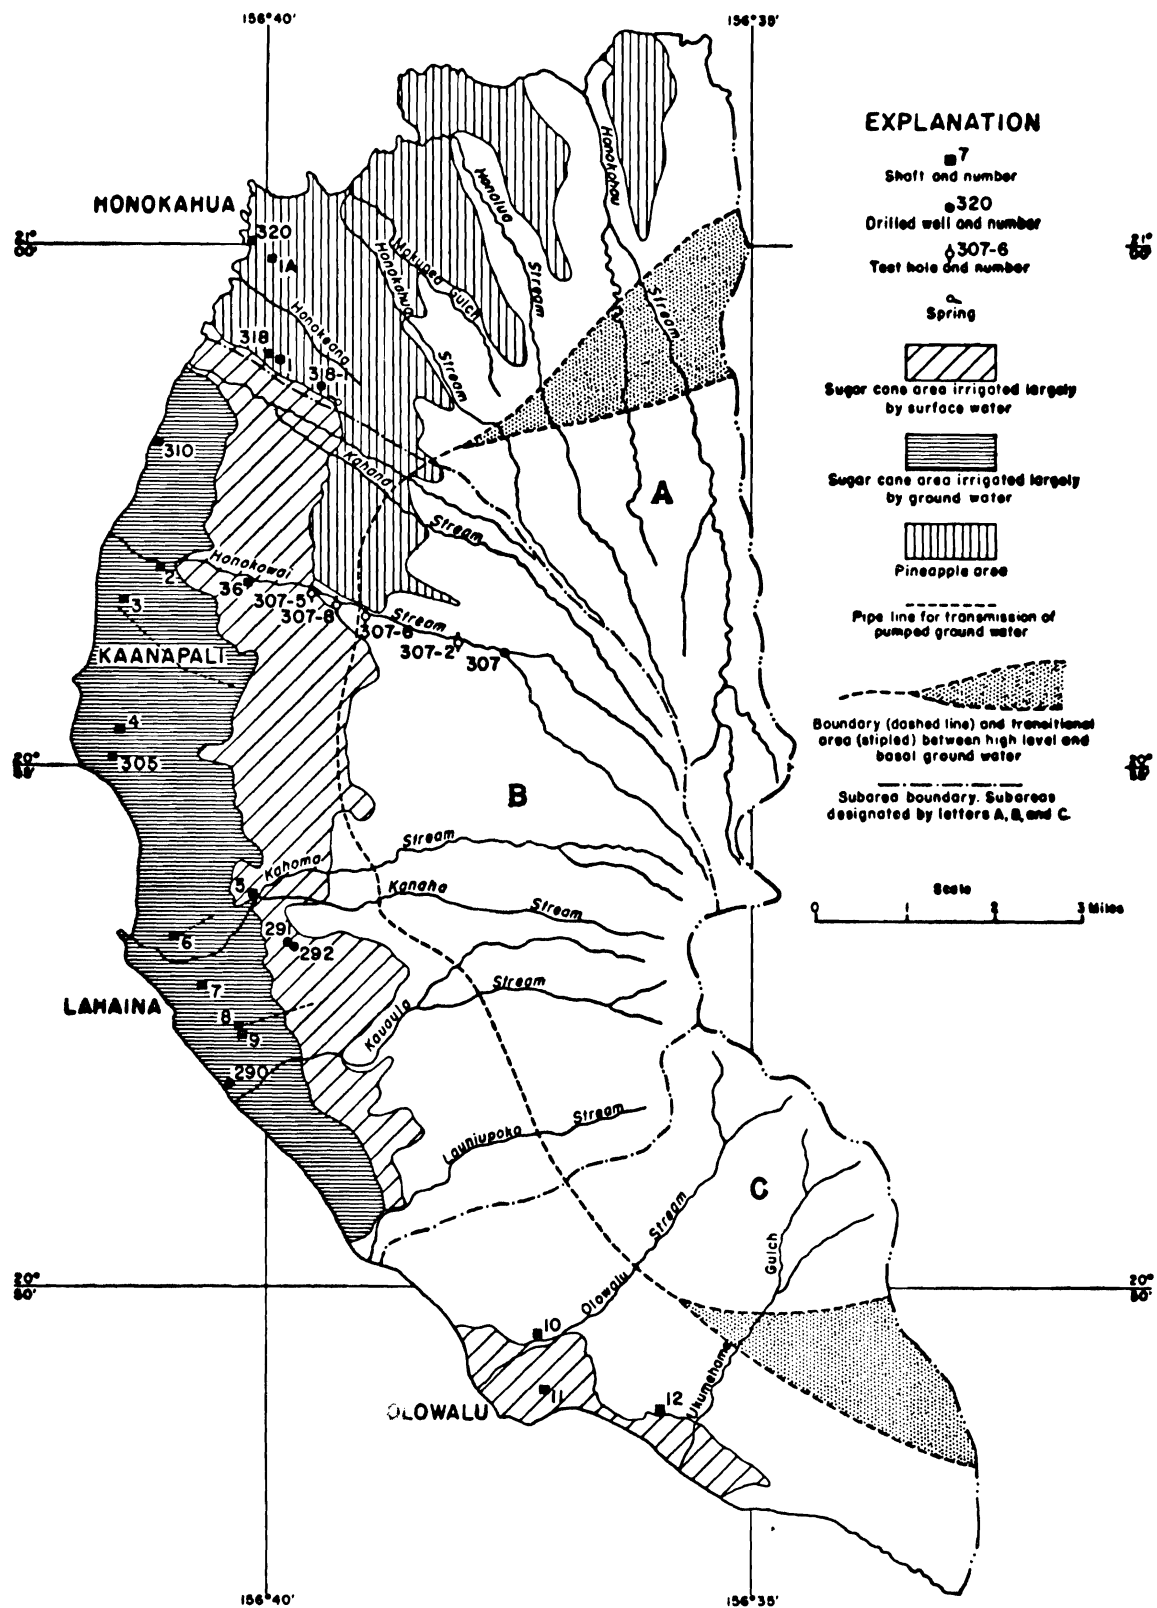 156°40'
156°35'
EXPLANATION
7
Shaft and number
320
Drilled well and number
307-6
Test hole and number
Spring
Sugar cane area irrigated largely
by surface water
Sugar cane area irrigated largely
by ground water
Pineapple area
Pipe line for transmission of
pumped ground water
Boundary (dashed line) and transitional
area (stipled) between high level and
basal ground water
Subarea boundary. Subareas
designated by letters A, B, and C.
Scale
0 1 2 3 Miles
HONOKAHUA
21°
00'
21°
00'
320
1A
Honokahau
Stream
Honolua
Stream
Mokupea Gulch
Honokahua
Stream
Honokeana
318
318-1
310
Kahana
Stream
A
Honokowai
Stream
2
36
3
307-5
307-8
307-6
307-2
307
KAANAPALI
4
305
20°
55'
20°
55'
B
Kahoma
Stream
5
Kanaha
Stream
6
291
292
7
LAHAINA
8
9
Kauaula
Stream
290
Launiupoko
Stream
C
Olowalu
Stream
Ukumehame
Gulch
20°
50'
20°
50'
10
11
12
OLOWALU
156°40'
156°35'